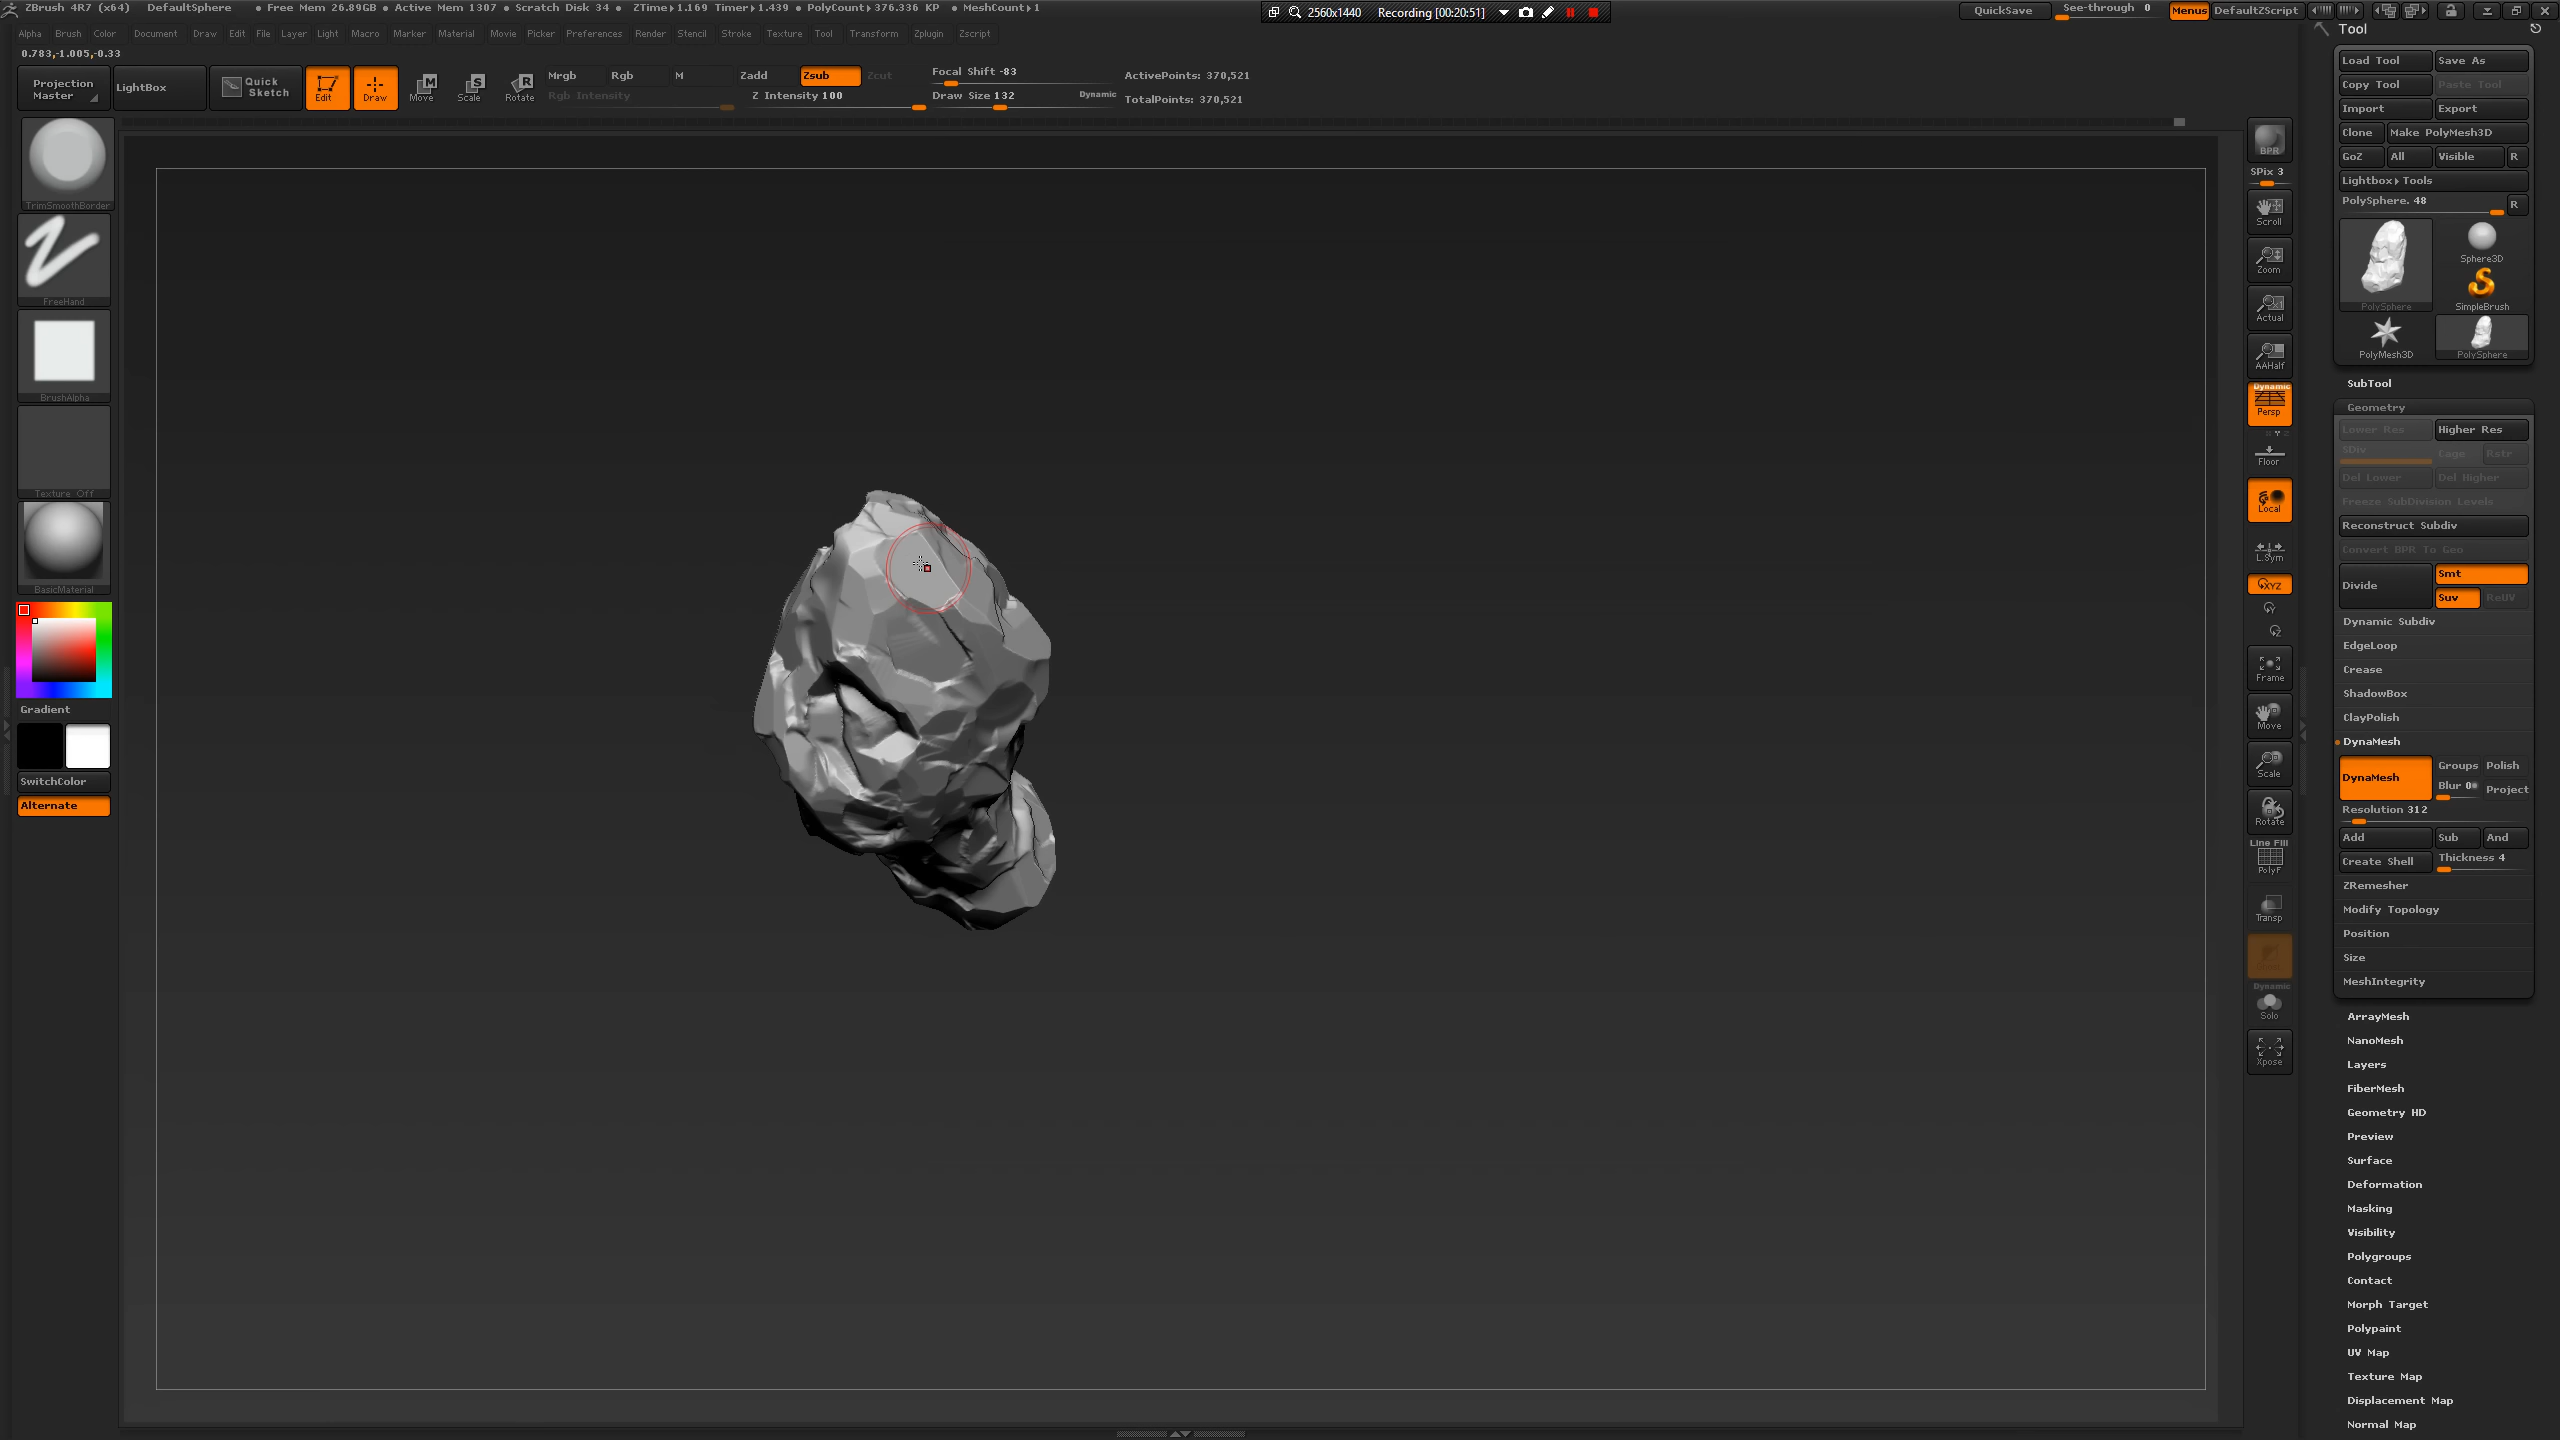 ZBrush 4R7 (x64) DefaultSphere • Free Mem 26.89GB • Active Mem 1307 • Scratch Disk 34 • ZTime▸1.169 Timer▸1.439 • PolyCount▸376.336 KP • MeshCount▸1
2560x1440 Recording [00:20:51]
QuickSave See-through 0 Menus DefaultZScript
Alpha Brush Color Document Draw Edit File Layer Light Macro Marker Material Movie Picker Preferences Render Stencil Stroke Texture Tool Transform Zplugin Zscript
0.783,-1.005,-0.33
Projection Master
LightBox
Quick Sketch
Edit
Draw
Move
Scale
Rotate
Mrgb Rgb M Zadd Zsub Zcut
Rgb Intensity Z Intensity 100
Focal Shift -83
Draw Size 132 Dynamic
ActivePoints: 370,521
TotalPoints: 370,521
TrimSmoothBorder
FreeHand
BrushAlpha
Texture Off
BasicMaterial
Gradient
SwitchColor
Alternate
BPR
SPix 3
Scroll
Zoom
Actual
AAHalf
Dynamic
Persp
Floor
Local
L.Sym
XYZ
Frame
Move
Scale
Rotate
Line Fill
PolyF
Transp
Dynamic
Solo
Xpose
Tool
Load Tool Save As
Copy Tool Paste Tool
Import Export
Clone Make PolyMesh3D
GoZ All Visible R
Lightbox▸Tools
PolySphere. 48 R
PolySphere
Sphere3D
SimpleBrush
PolyMesh3D
PolySphere
SubTool
Geometry
Lower Res Higher Res
SDiv Cage Rstr
Del Lower Del Higher
Freeze SubDivision Levels
Reconstruct Subdiv
Convert BPR To Geo
Divide Smt
Suv ReUV
Dynamic Subdiv
EdgeLoop
Crease
ShadowBox
ClayPolish
DynaMesh
DynaMesh Groups Polish
Blur 0 Project
Resolution 312
Add Sub And
Create Shell Thickness 4
ZRemesher
Modify Topology
Position
Size
MeshIntegrity
ArrayMesh
NanoMesh
Layers
FiberMesh
Geometry HD
Preview
Surface
Deformation
Masking
Visibility
Polygroups
Contact
Morph Target
Polypaint
UV Map
Texture Map
Displacement Map
Normal Map